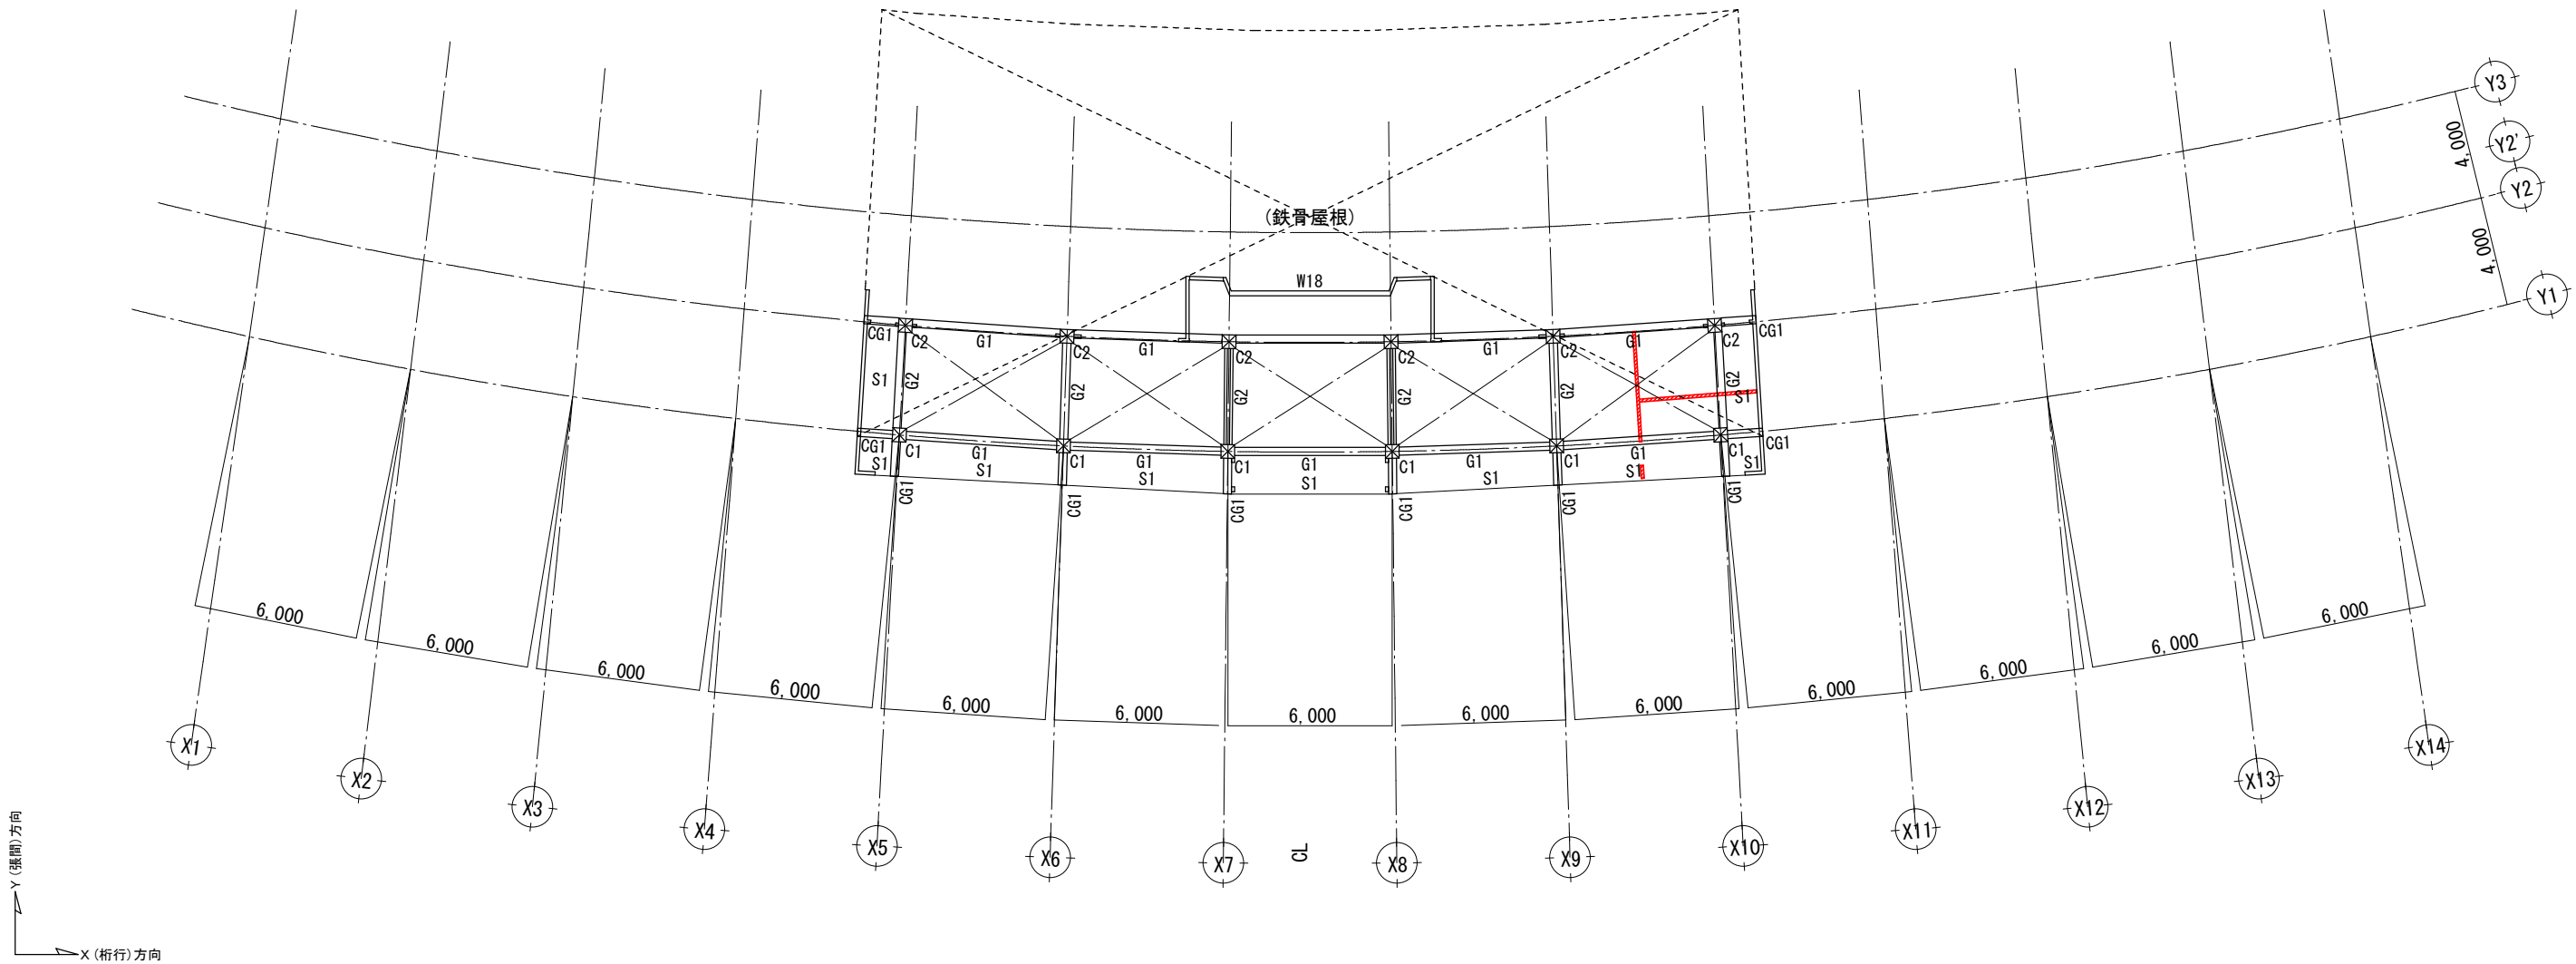 Y3
4,000
Y2'
Y2
(鉄骨屋根)
4,000
W18
Y1
CG1 C2 G1 C2 G1 C2 C2 G1 C2 G1 C2 CG1
S1 G2 G2 G2 G2 G2 G2 S1
CG1 C1 G1 C1 G1 C1 G1 C1 G1 C1 G1 C1 CG1
S1 S1 S1 S1 S1 S1 S1
CG1 CG1 CG1 CG1 CG1 CG1
6,000 6,000 6,000 6,000 6,000 6,000 6,000 6,000 6,000 6,000 6,000 6,000 6,000
X1 X2 X3 X4 X5 X6 X7 CL X8 X9 X10 X11 X12 X13 X14
Y(張間)方向
X(桁行)方向